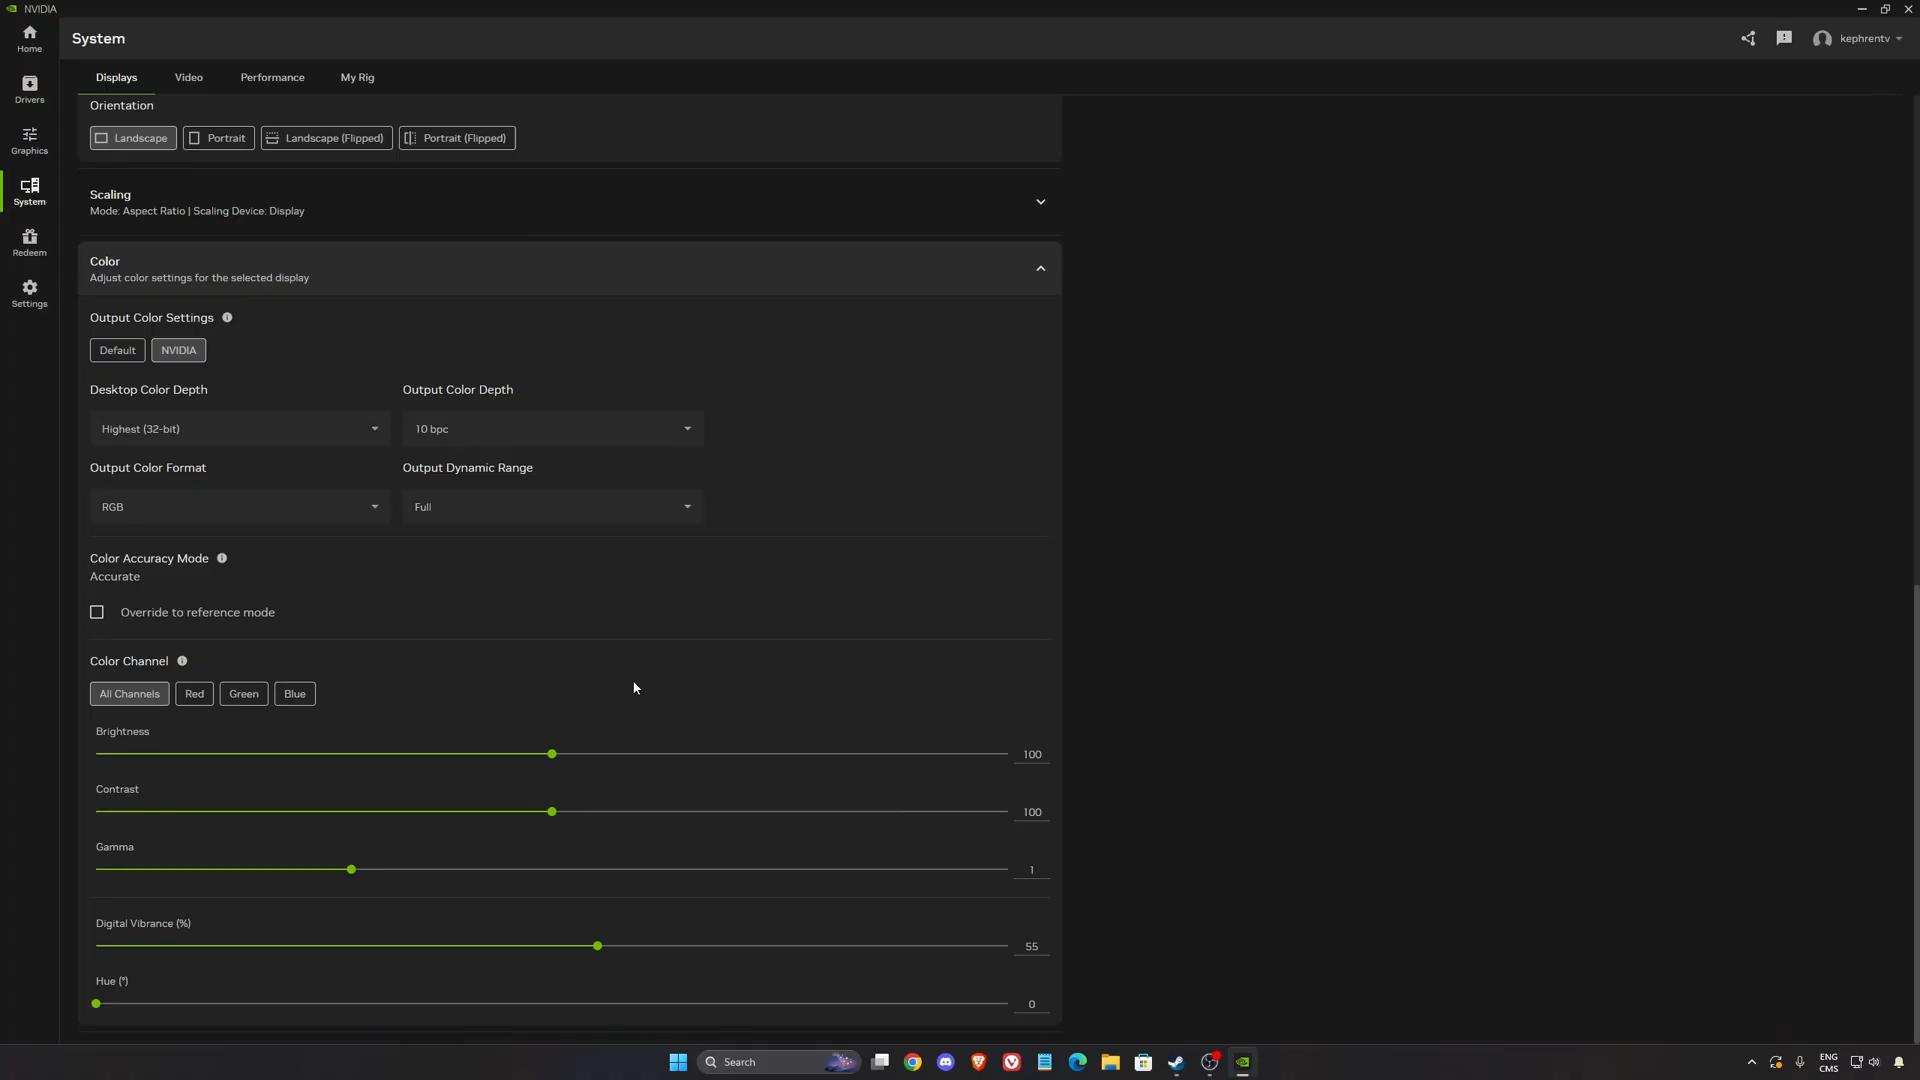 NVIDIA
System
kephrentv
Home
Drivers
Graphics
System
Redeem
Settings
Displays
Video
Performance
My Rig
Orientation
Landscape
Portrait
Landscape (Flipped)
Portrait (Flipped)
Scaling
Mode: Aspect Ratio | Scaling Device: Display
Color
Adjust color settings for the selected display
Output Color Settings
Default
NVIDIA
Desktop Color Depth
Output Color Depth
Highest (32-bit)
10 bpc
Output Color Format
Output Dynamic Range
RGB
Full
Color Accuracy Mode
Accurate
Override to reference mode
Color Channel
All Channels
Red
Green
Blue
Brightness
100
Contrast
100
Gamma
1
Digital Vibrance (%)
55
Hue (°)
0
Search
ENG
CMS